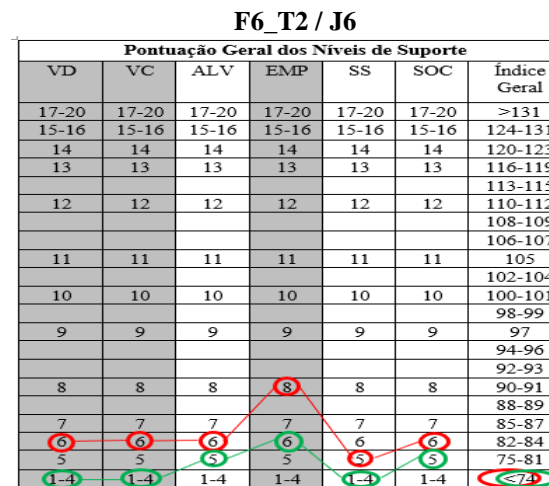 F6_T2 / J6
Pontuação Geral dos Níveis de Suporte
VD VC ALV EMP SS SOC Índice Geral
17-20 17-20 17-20 17-20 17-20 17-20 >131
15-16 15-16 15-16 15-16 15-16 15-16 124-131
14 14 14 14 14 14 120-123
13 13 13 13 13 13 116-119
113-115
12 12 12 12 12 12 110-112
108-109
106-107
11 11 11 11 11 11 105
102-104
10 10 10 10 10 10 100-101
98-99
9 9 9 9 9 9 97
94-96
92-93
8 8 8 8 8 8 90-91
88-89
7 7 7 7 7 7 85-87
6 6 6 6 6 6 82-84
5 5 5 5 5 5 75-81
1-4 1-4 1-4 1-4 1-4 1-4 <74